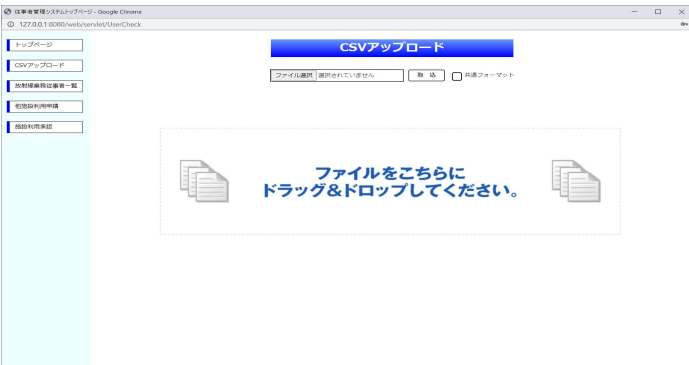 従事者管理システムトップページ - Google Chrome
127.0.0.1:8080/web/servlet/UserCheck
トップページ
CSVアップロード
放射線業務従事者一覧
他施設利用申請
施設利用承認
CSVアップロード
ファイル選択 選択されていません 取 込 共通フォーマット
ファイルをこちらに
ドラッグ&ドロップしてください。